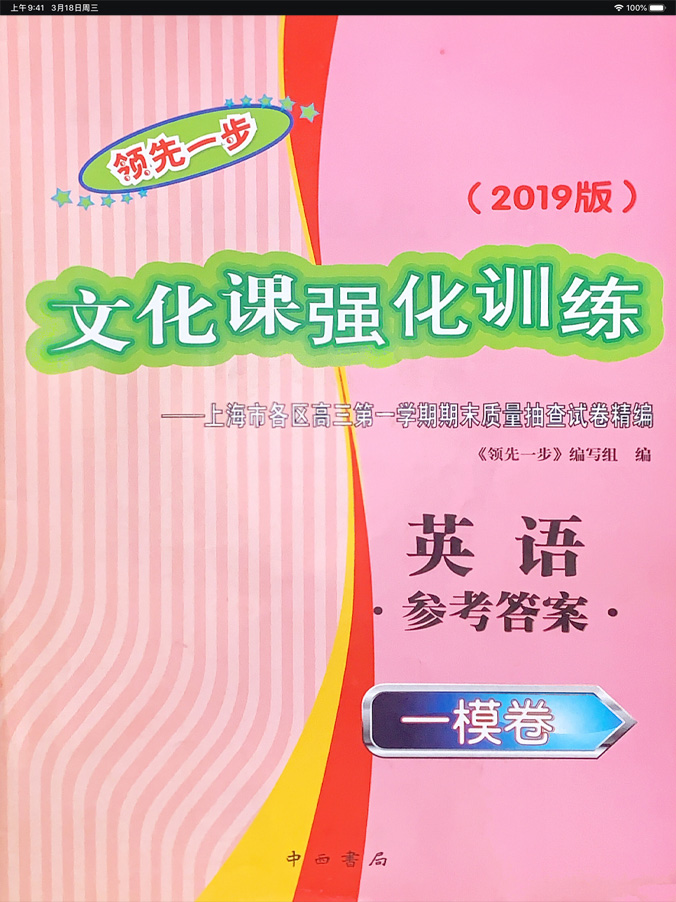 上午9:41 3月18日周三
100%
领先一步
（2019版）
文化课强化训练
——上海市各区高三第一学期期末质量抽查试卷精编
《领先一步》编写组 编
英语
·参考答案·
一模卷
中西书局